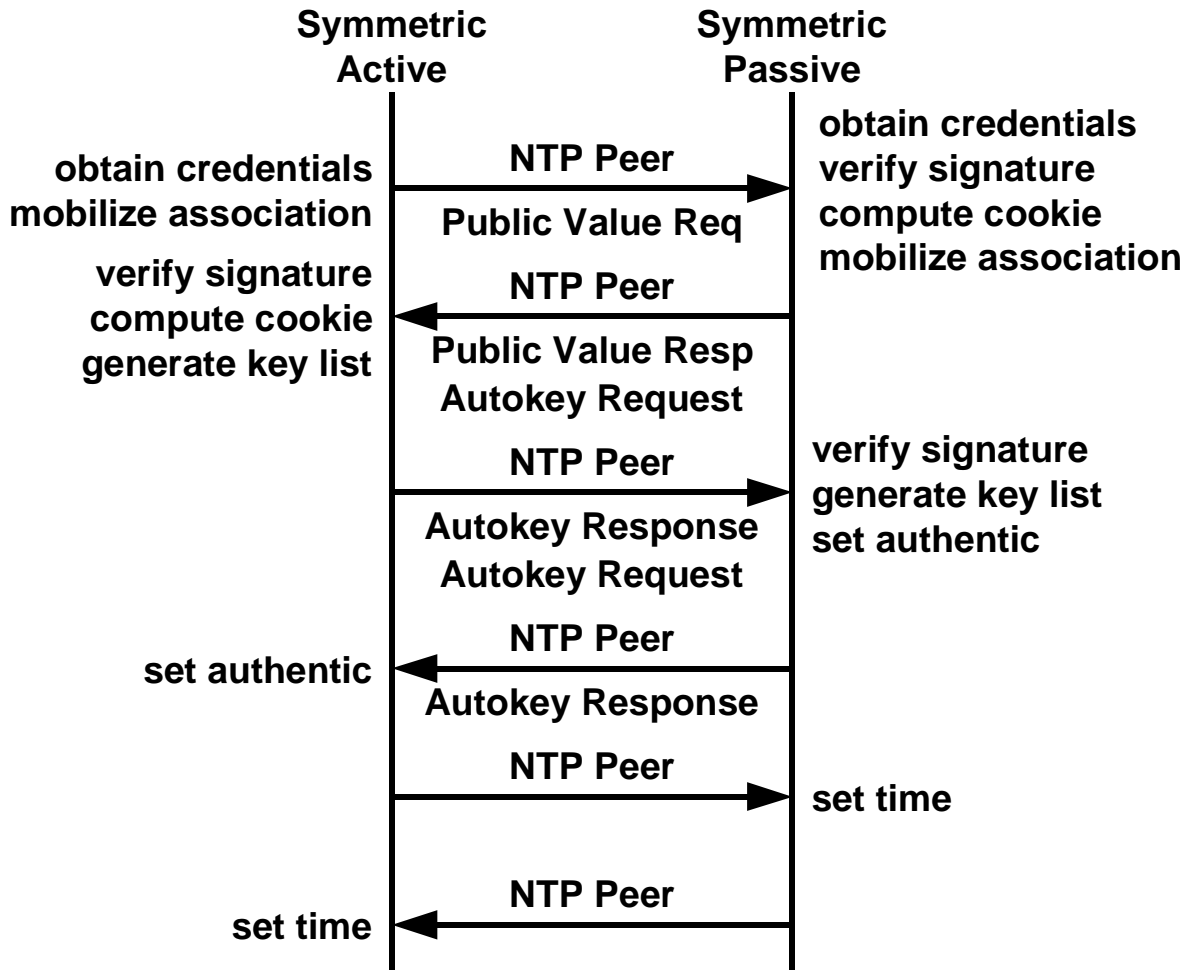 Symmetric
Active
Symmetric
Passive
obtain credentials
mobilize association
NTP Peer
Public Value Req
obtain credentials
verify signature
compute cookie
mobilize association
verify signature
compute cookie
generate key list
NTP Peer
Public Value Resp
Autokey Request
NTP Peer
Autokey Response
Autokey Request
verify signature
generate key list
set authentic
set authentic
NTP Peer
Autokey Response
NTP Peer
set time
NTP Peer
set time